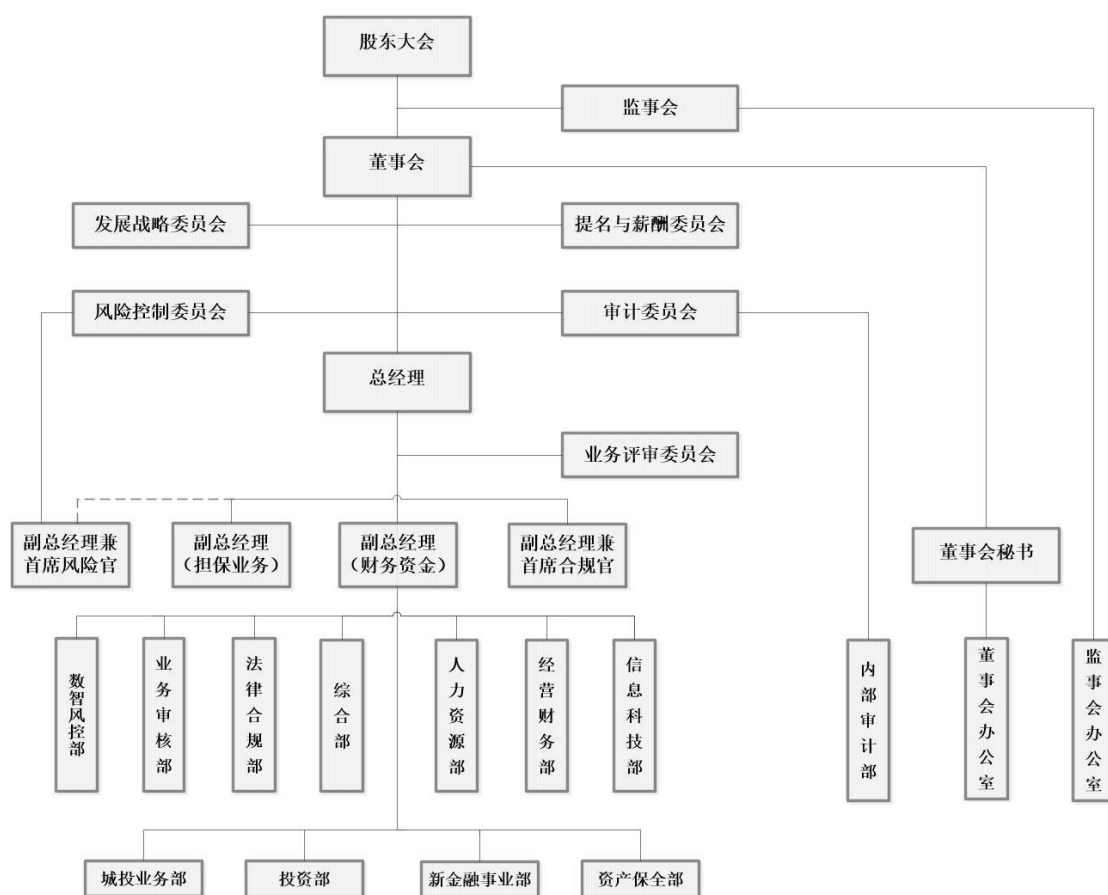 股东大会
监事会
董事会
发展战略委员会
提名与薪酬委员会
风险控制委员会
审计委员会
总经理
业务评审委员会
副总经理兼
首席风险官
副总经理
（担保业务）
副总经理
（财务资金）
副总经理兼
首席合规官
董事会秘书
数智风控部
业务审核部
法律合规部
综合部
人力资源部
经营财务部
信息科技部
内部审计部
董事会办公室
监事会办公室
城投业务部
投资部
新金融事业部
资产保全部